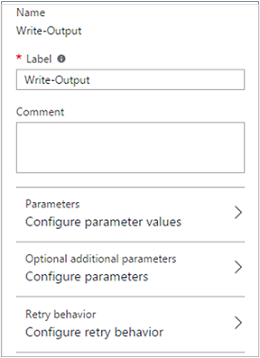 Name
Write-Output
* Label
Write-Output
Comment
Parameters
Configure parameter values
Optional additional parameters
Configure parameters
Retry behavior
Configure retry behavior